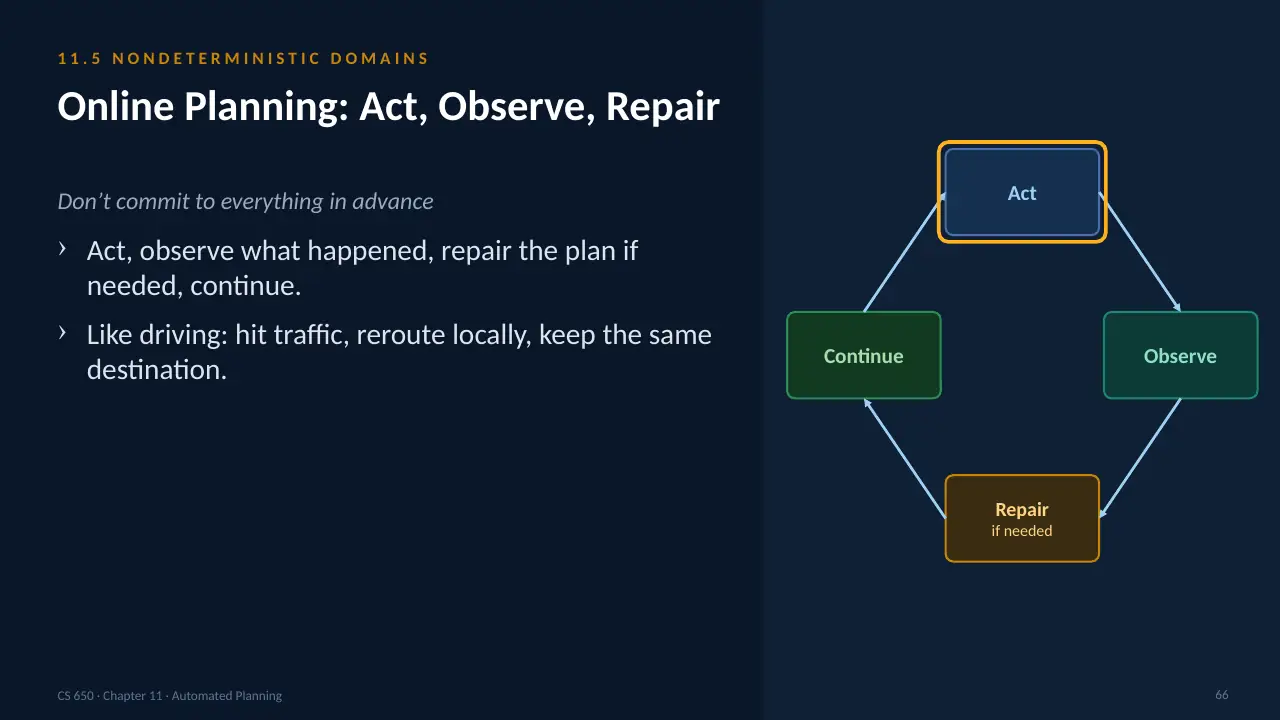 11.5 NONDETERMINISTIC DOMAINS
Online Planning: Act, Observe, Repair
Don’t commit to everything in advance
› Act, observe what happened, repair the plan if
needed, continue.
› Like driving: hit traffic, reroute locally, keep the same
destination.
Act
Continue
Observe
Repair
if needed
CS 650 · Chapter 11 · Automated Planning
66